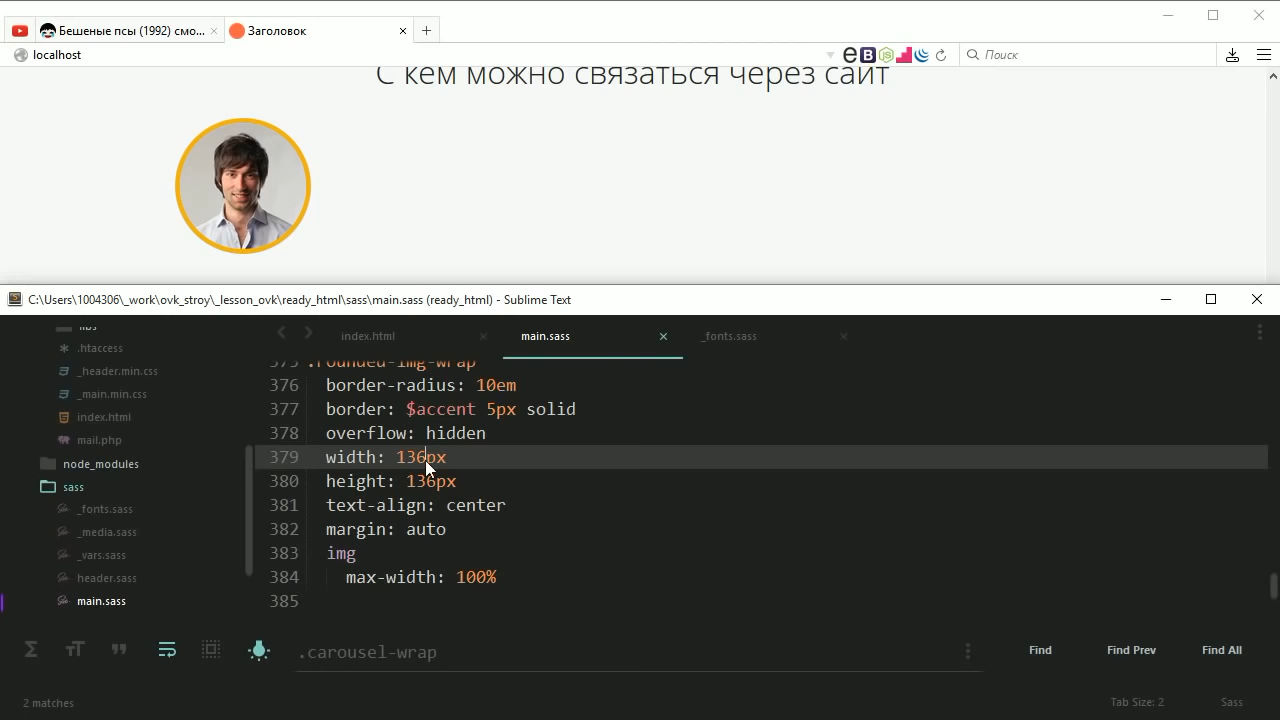 Бешеные псы (1992) смо...
Заголовок
localhost
Поиск
С кем можно связаться через сайт
C:\Users\1004306\_work\ovk_stroy\_lesson_ovk\ready_html\sass\main.sass (ready_html) - Sublime Text
libs
.htaccess
_header.min.css
_main.min.css
index.html
mail.php
node_modules
sass
_fonts.sass
_media.sass
_vars.sass
header.sass
main.sass
index.html
main.sass
_fonts.sass
375 .rounded-img-wrap
376 border-radius: 10em
377 border: $accent 5px solid
378 overflow: hidden
379 width: 136px
380 height: 136px
381 text-align: center
382 margin: auto
383 img
384 max-width: 100%
385
.carousel-wrap
Find
Find Prev
Find All
2 matches
Tab Size: 2
Sass